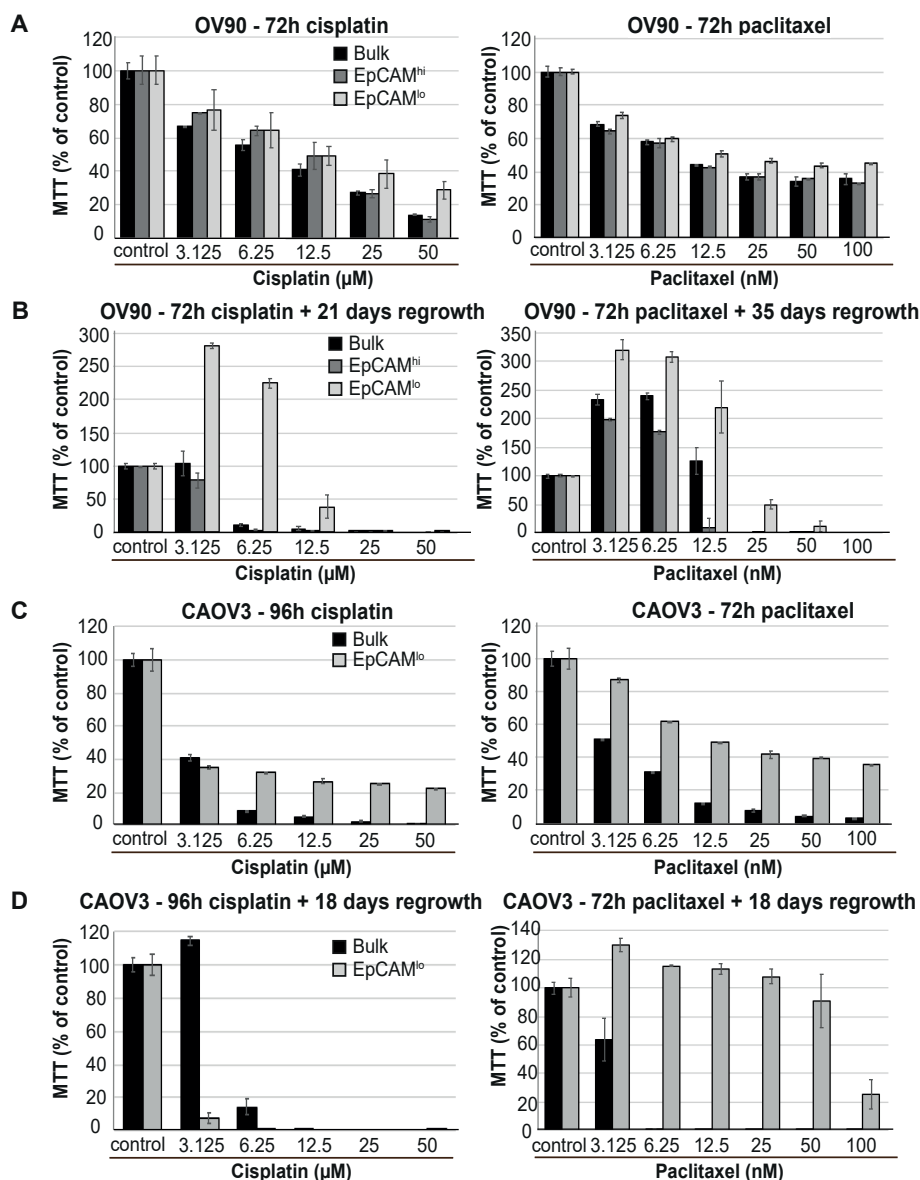 A
OV90 - 72h cisplatin
MTT (% of control)
120
100
80
60
40
20
0
Bulk
EpCAMhi
EpCAMlo
control 3.125 6.25 12.5 25 50
Cisplatin (µM)
OV90 - 72h paclitaxel
MTT (% of control)
120
100
80
60
40
20
0
control 3.125 6.25 12.5 25 50 100
Paclitaxel (nM)
B
OV90 - 72h cisplatin + 21 days regrowth
MTT (% of control)
300
250
200
150
100
50
0
Bulk
EpCAMhi
EpCAMlo
control 3.125 6.25 12.5 25 50
Cisplatin (µM)
OV90 - 72h paclitaxel + 35 days regrowth
MTT (% of control)
350
300
250
200
150
100
50
0
control 3.125 6.25 12.5 25 50 100
Paclitaxel (nM)
C
CAOV3 - 96h cisplatin
MTT (% of control)
120
100
80
60
40
20
0
Bulk
EpCAMlo
control 3.125 6.25 12.5 25 50
Cisplatin (µM)
CAOV3 - 72h paclitaxel
MTT (% of control)
120
100
80
60
40
20
0
control 3.125 6.25 12.5 25 50 100
Paclitaxel (nM)
D
CAOV3 - 96h cisplatin + 18 days regrowth
MTT (% of control)
120
100
80
60
40
20
0
Bulk
EpCAMlo
control 3.125 6.25 12.5 25 50
Cisplatin (µM)
CAOV3 - 72h paclitaxel + 18 days regrowth
MTT (% of control)
140
120
100
80
60
40
20
0
control 3.125 6.25 12.5 25 50 100
Paclitaxel (nM)